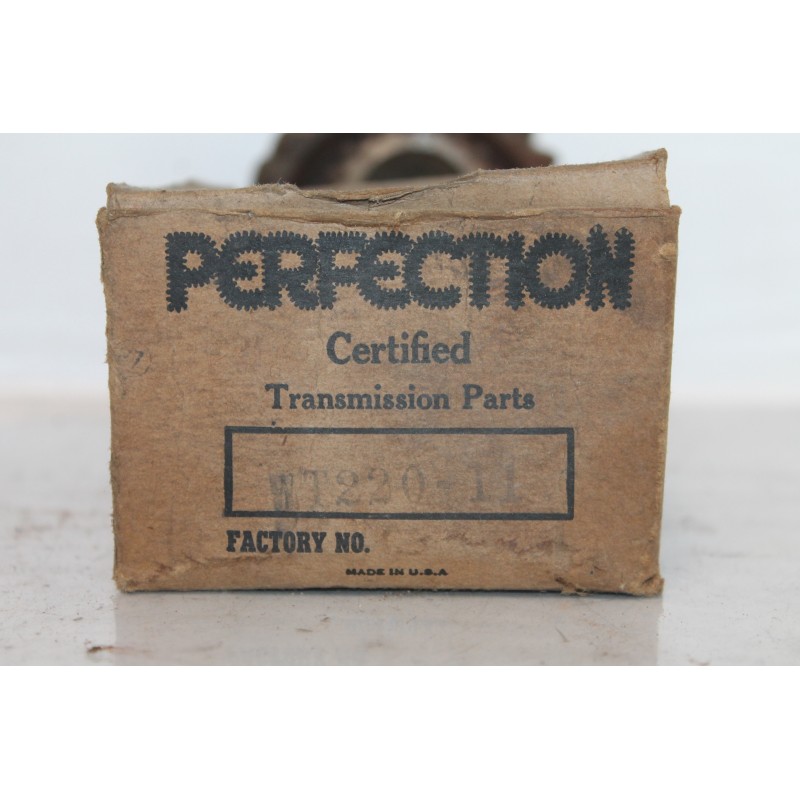 PERFECTION
Certified
Transmission Parts
WT220-11
FACTORY NO.
MADE IN U.S.A